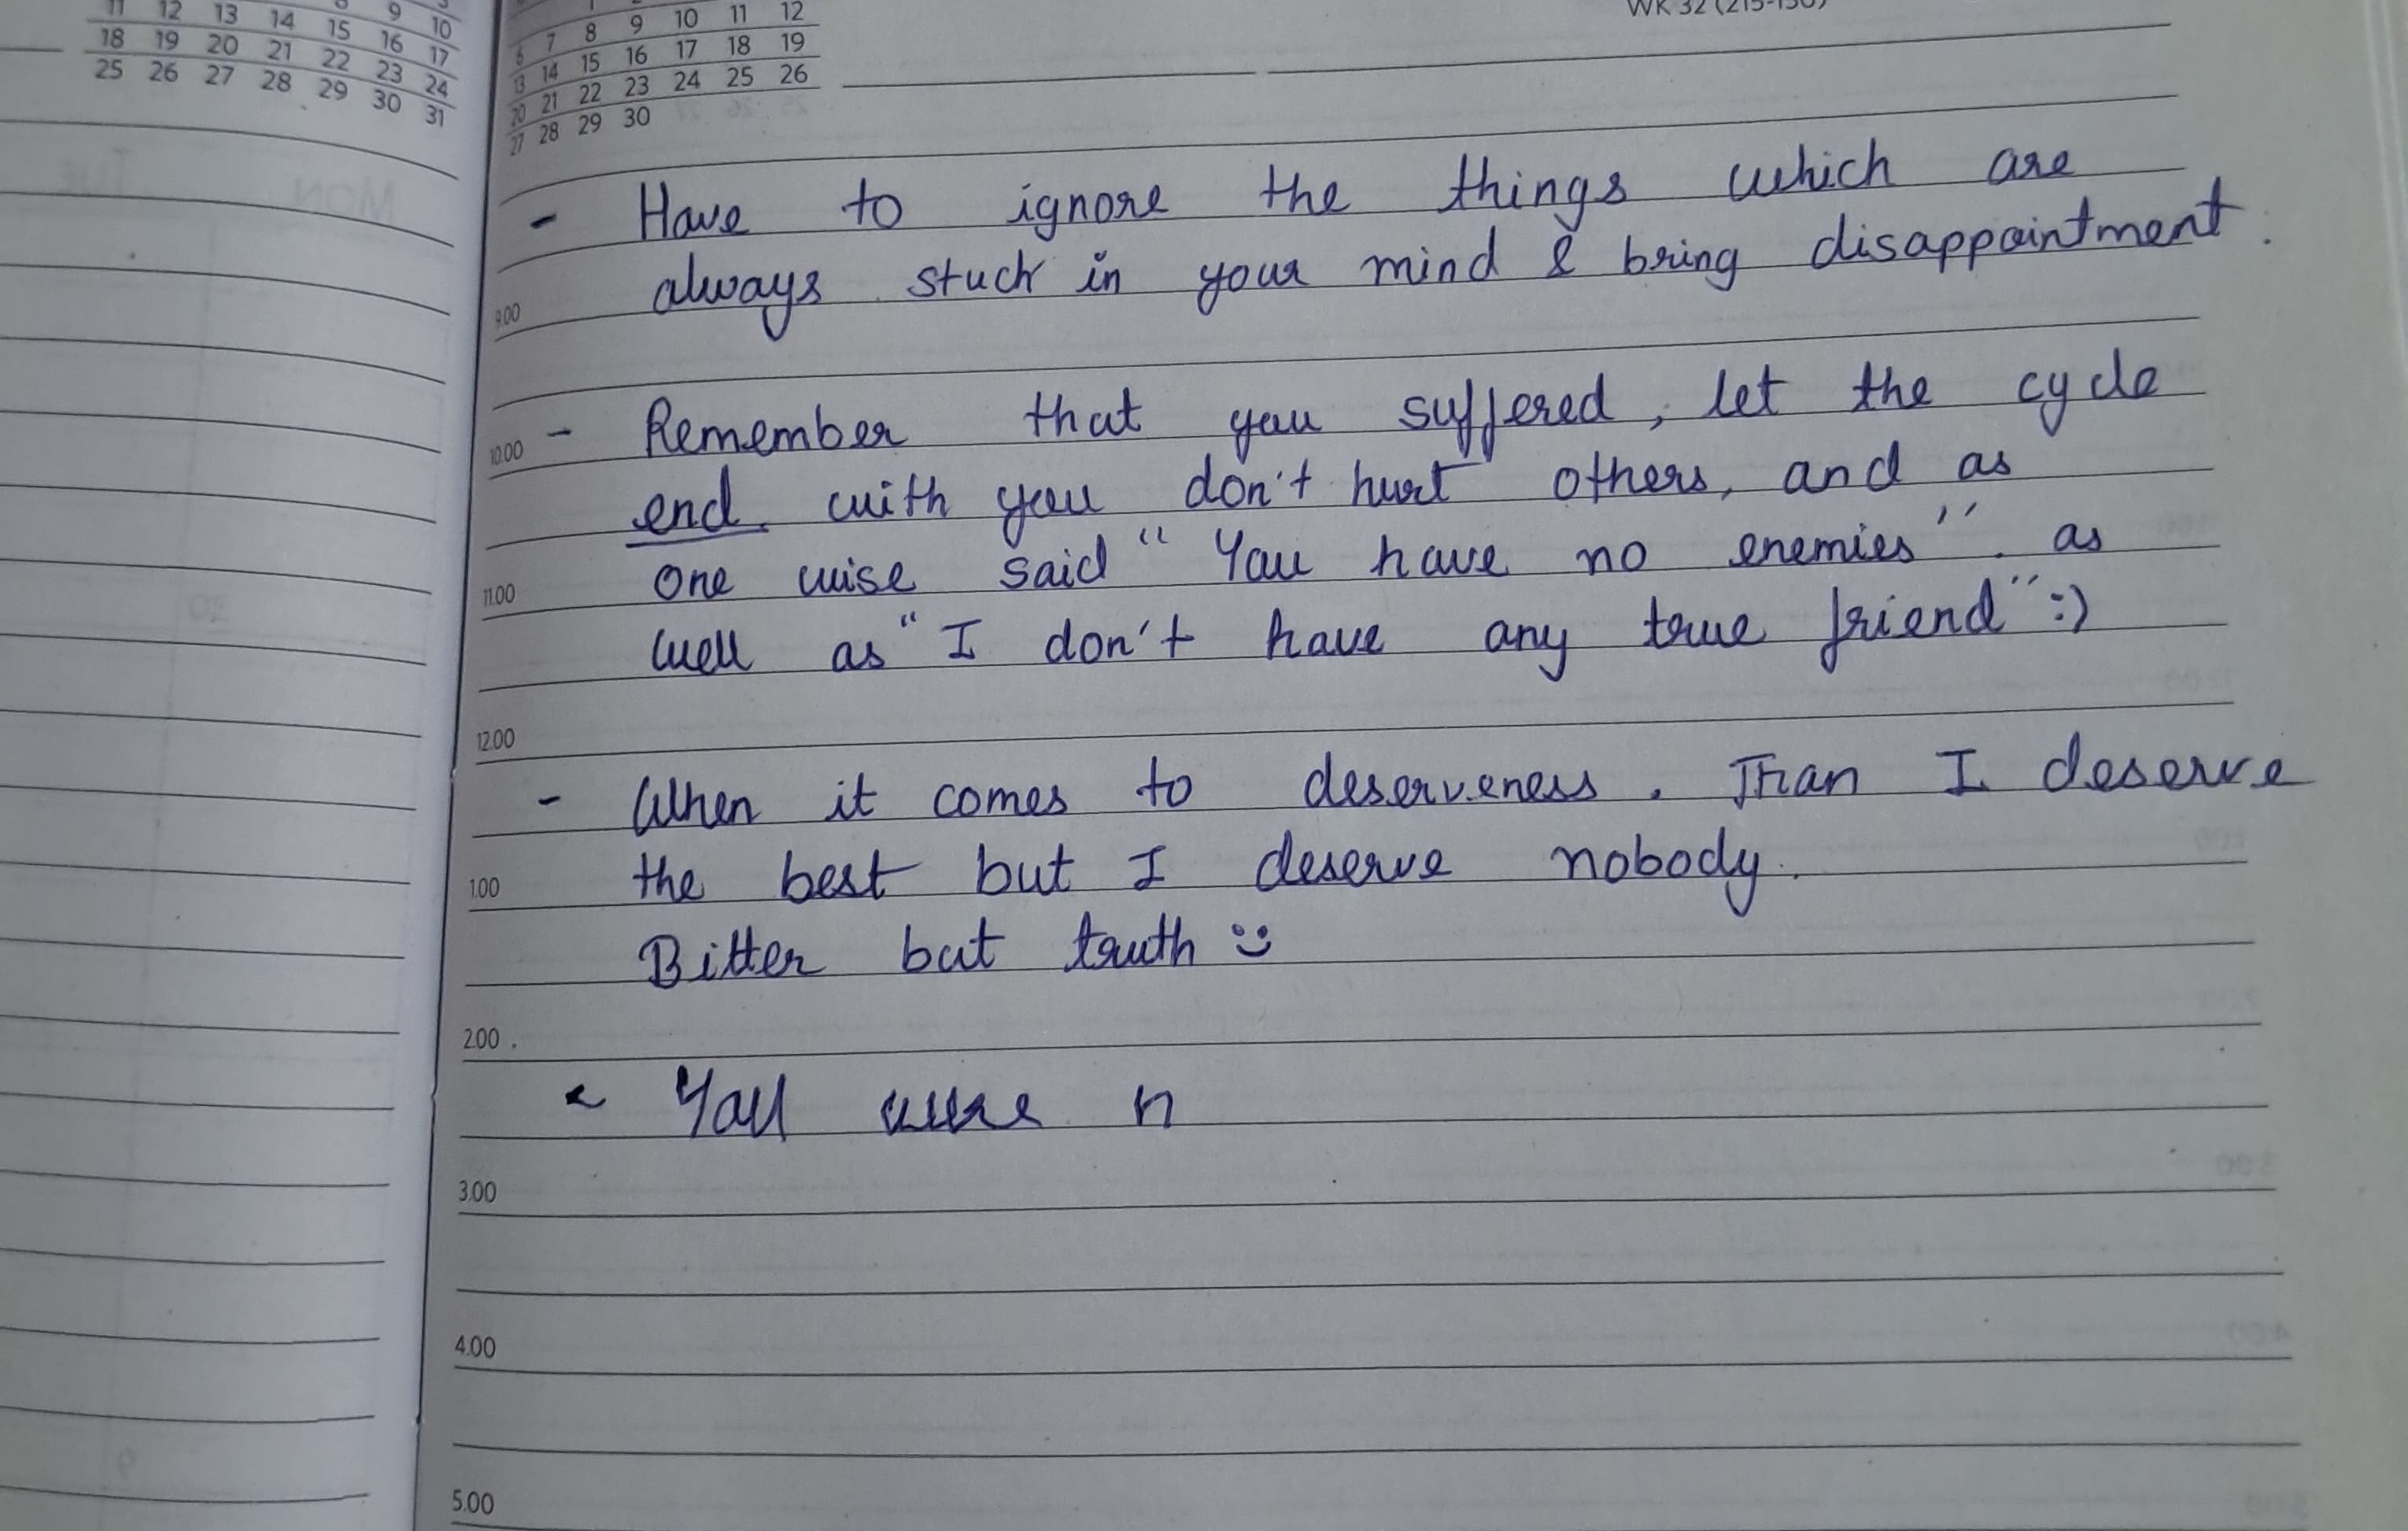 11 12 13 14 15 16 17
18 19 20 21 22 23 24
25 26 27 28 29 30 31
6 7 8 9 10 11 12
13 14 15 16 17 18 19
20 21 22 23 24 25 26
27 28 29 30
WK 32
- Have to ignore the things which are
always stuck in your mind & bring disappointment.
9.00
- Remember that you suffered, let the cycle
10.00
end. with you don't hurt others, and as
one wise said "You have no enemies". as
11.00
well as "I don't have any true friend" :)
12.00
- When it comes to deserveness. Than I deserve
the best but I deserve nobody.
1.00
Bitter but truth :)
2.00
- You were n
3.00
4.00
5.00